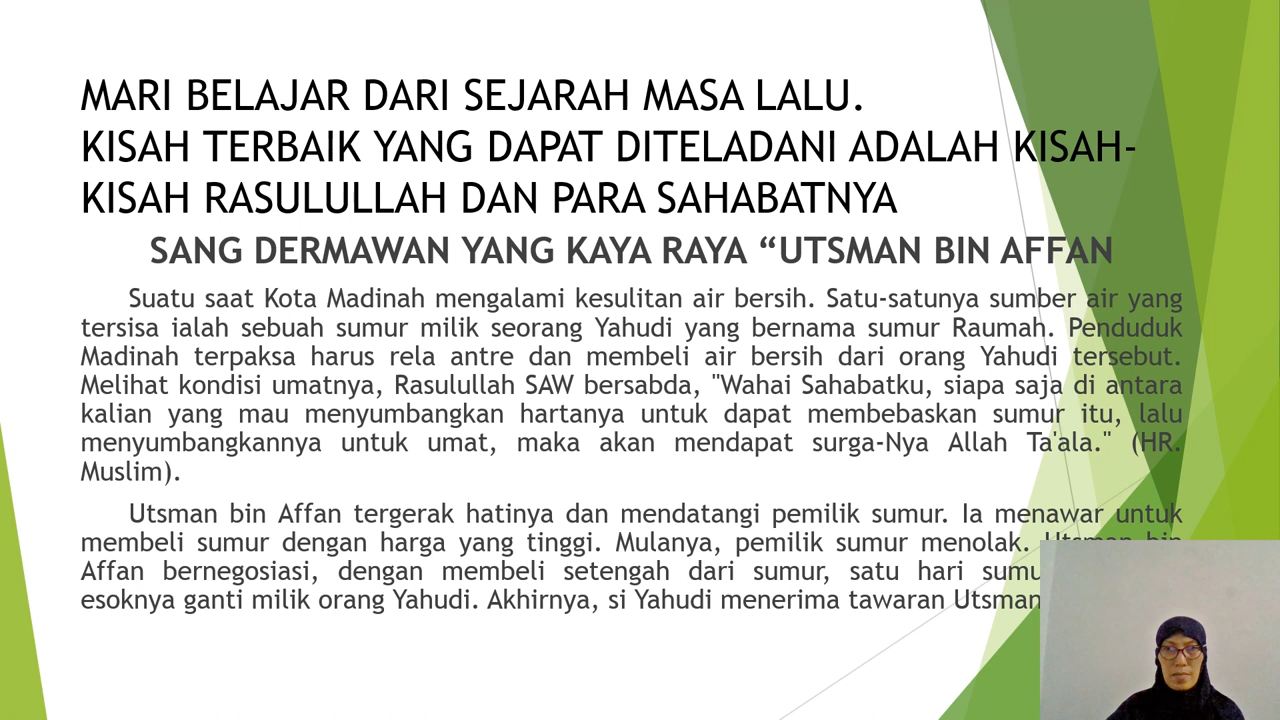 MARI BELAJAR DARI SEJARAH MASA LALU.
KISAH TERBAIK YANG DAPAT DITELADANI ADALAH KISAH-
KISAH RASULULLAH DAN PARA SAHABATNYA
SANG DERMAWAN YANG KAYA RAYA “UTSMAN BIN AFFAN
Suatu saat Kota Madinah mengalami kesulitan air bersih. Satu-satunya sumber air yang
tersisa ialah sebuah sumur milik seorang Yahudi yang bernama sumur Raumah. Penduduk
Madinah terpaksa harus rela antre dan membeli air bersih dari orang Yahudi tersebut.
Melihat kondisi umatnya, Rasulullah SAW bersabda, "Wahai Sahabatku, siapa saja di antara
kalian yang mau menyumbangkan hartanya untuk dapat membebaskan sumur itu, lalu
menyumbangkannya untuk umat, maka akan mendapat surga-Nya Allah Ta'ala." (HR.
Muslim).
Utsman bin Affan tergerak hatinya dan mendatangi pemilik sumur. Ia menawar untuk
membeli sumur dengan harga yang tinggi. Mulanya, pemilik sumur menolak. Utsman bin
Affan bernegosiasi, dengan membeli setengah dari sumur, satu hari
esoknya ganti milik orang Yahudi. Akhirnya, si Yahudi menerima tawaran Utsman